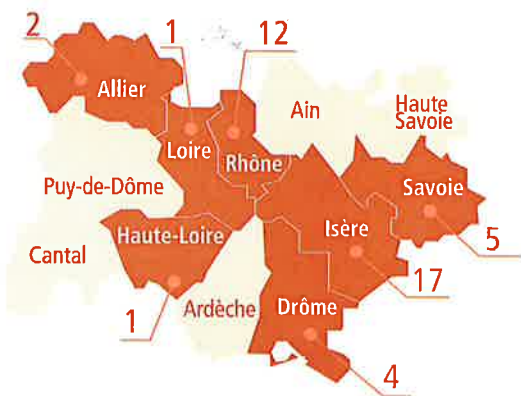 2
1
12
Allier
Ain
Haute
Savoie
Loire
Rhône
Puy-de-Dôme
Savoie
Haute-Loire
Isère
Cantal
5
17
Ardèche
Drôme
1
4